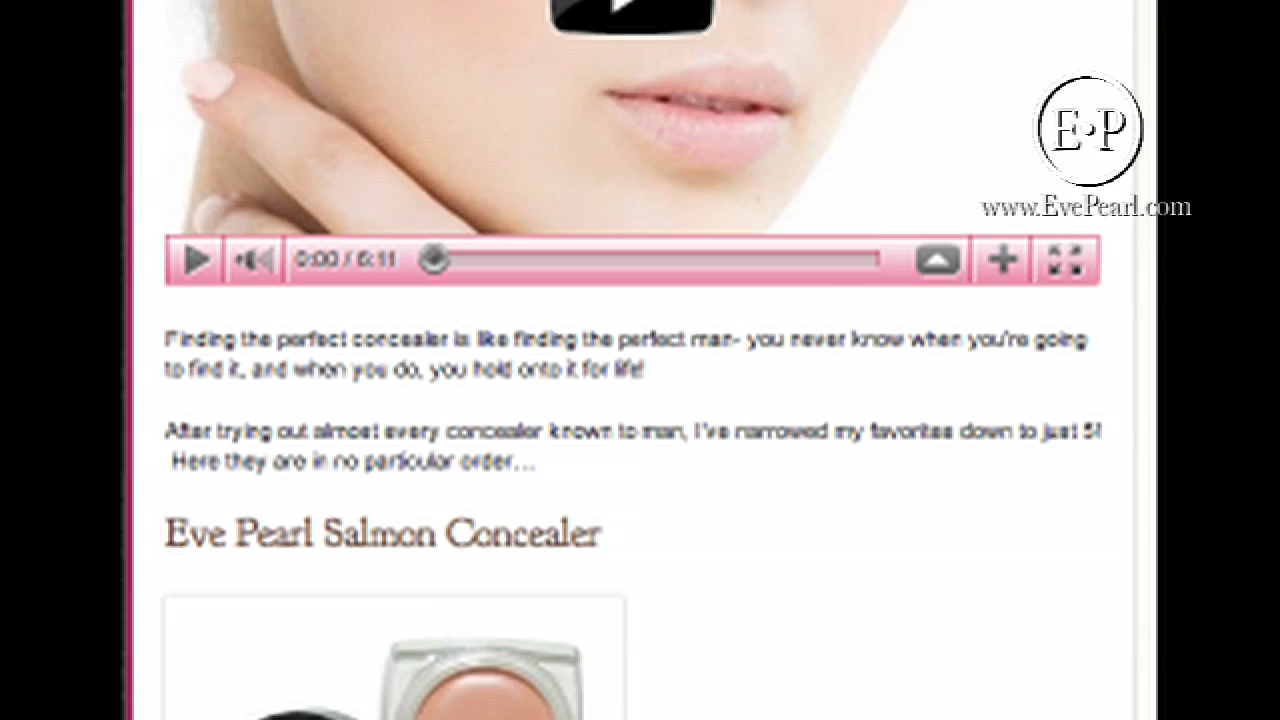 E·P
www.EvePearl.com
0:00 / 6:11
Finding the perfect concealer is like finding the perfect man- you never know when you're going
to find it, and when you do, you hold onto it for life!
After trying out almost every concealer known to man, I've narrowed my favorites down to just 5!
Here they are in no particular order...
Eve Pearl Salmon Concealer